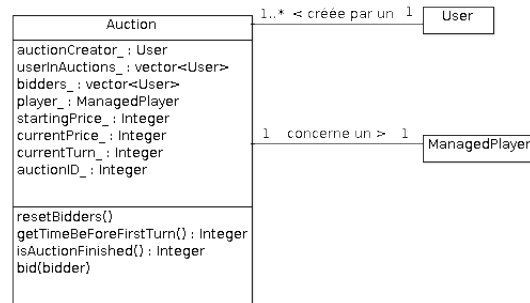 Auction
auctionCreator_ : User
userInAuctions_ : vector<User>
bidders_ : vector<User>
player_ : ManagedPlayer
startingPrice_ : Integer
currentPrice_ : Integer
currentTurn_ : Integer
auctionID_ : Integer
resetBidders()
getTimeBeForeFirstTurn() : Integer
isAuctionFinished() : Integer
bid(bidder)
1..* < créée par un 1
User
1 concerne un > 1
ManagedPlayer